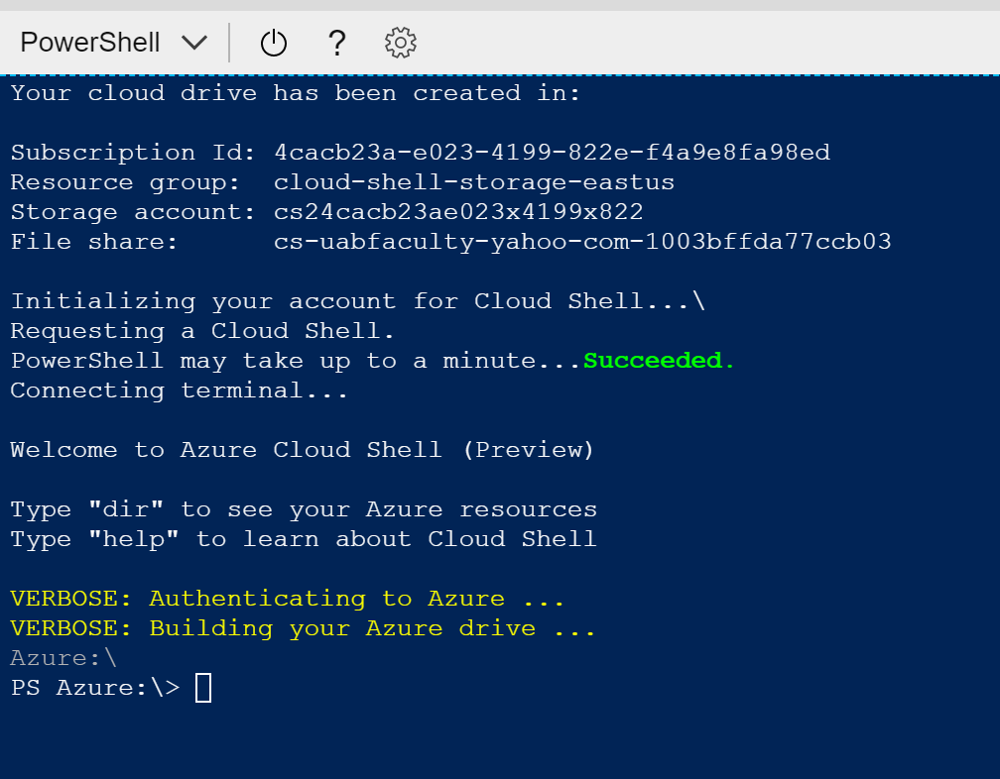 PowerShell
?
Your cloud drive has been created in:
Subscription Id: 4cacb23a-e023-4199-822e-f4a9e8fa98ed
Resource group:  cloud-shell-storage-eastus
Storage account: cs24cacb23ae023x4199x822
File share:      cs-uabfaculty-yahoo-com-1003bffda77ccb03
Initializing your account for Cloud Shell...\
Requesting a Cloud Shell.
PowerShell may take up to a minute...Succeeded.
Connecting terminal...
Welcome to Azure Cloud Shell (Preview)
Type "dir" to see your Azure resources
Type "help" to learn about Cloud Shell
VERBOSE: Authenticating to Azure ...
VERBOSE: Building your Azure drive ...
Azure:\
PS Azure:\>